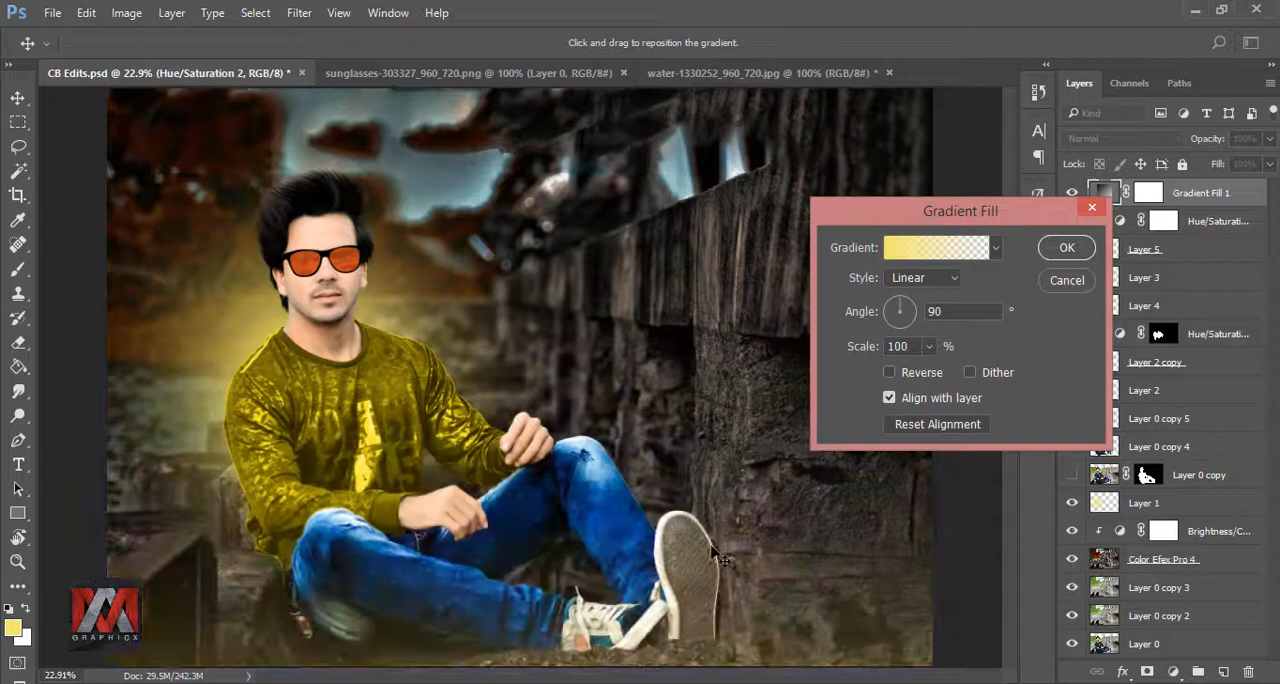 Ps File Edit Image Layer Type Select Filter View Window Help
Click and drag to reposition the gradient.
CB Edits.psd @ 22.9% (Hue/Saturation 2, RGB/8) * × sunglasses-303327_960_720.png @ 100% (Layer 0, RGB/8#) × water-1330252_960_720.jpg @ 100% (RGB/8#) * ×
Layers Channels Paths
Kind
Normal Opacity: 100%
Lock: Fill: 100%
Gradient Fill 1
Hue/Saturati...
Layer 5
Layer 3
Layer 4
Hue/Saturati...
Layer 2 copy
Layer 2
Layer 0 copy 5
Layer 0 copy 4
Layer 0 copy
Layer 1
Brightness/C...
Color Efex Pro 4
Layer 0 copy 3
Layer 0 copy 2
Layer 0
Gradient Fill
Gradient: OK
Style: Linear Cancel
Angle: 90 °
Scale: 100 %
Reverse Dither
Align with layer
Reset Alignment
GRAPHICX
22.91% Doc: 29.5M/242.3M